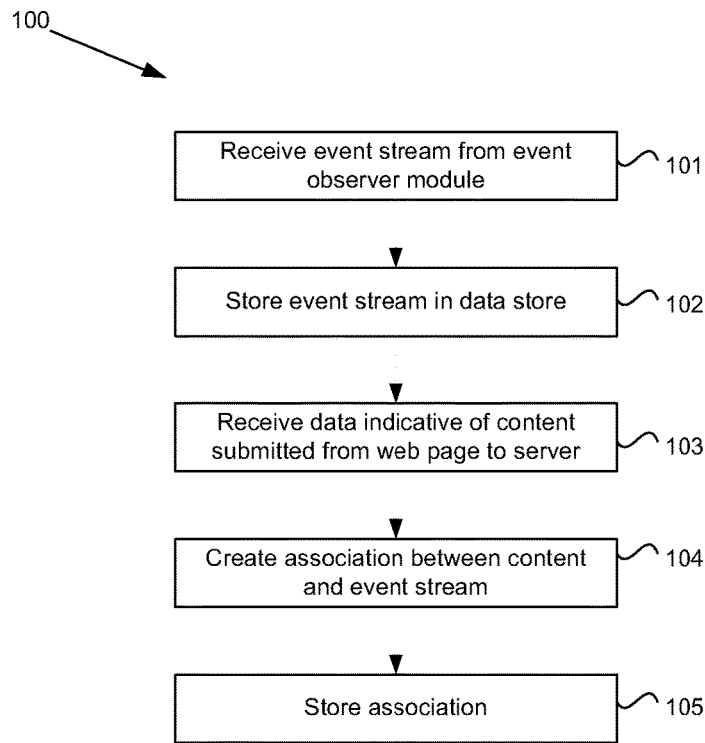 100
Receive event stream from event
observer module
101
Store event stream in data store
102
Receive data indicative of content
submitted from web page to server
103
Create association between content
and event stream
104
Store association
105